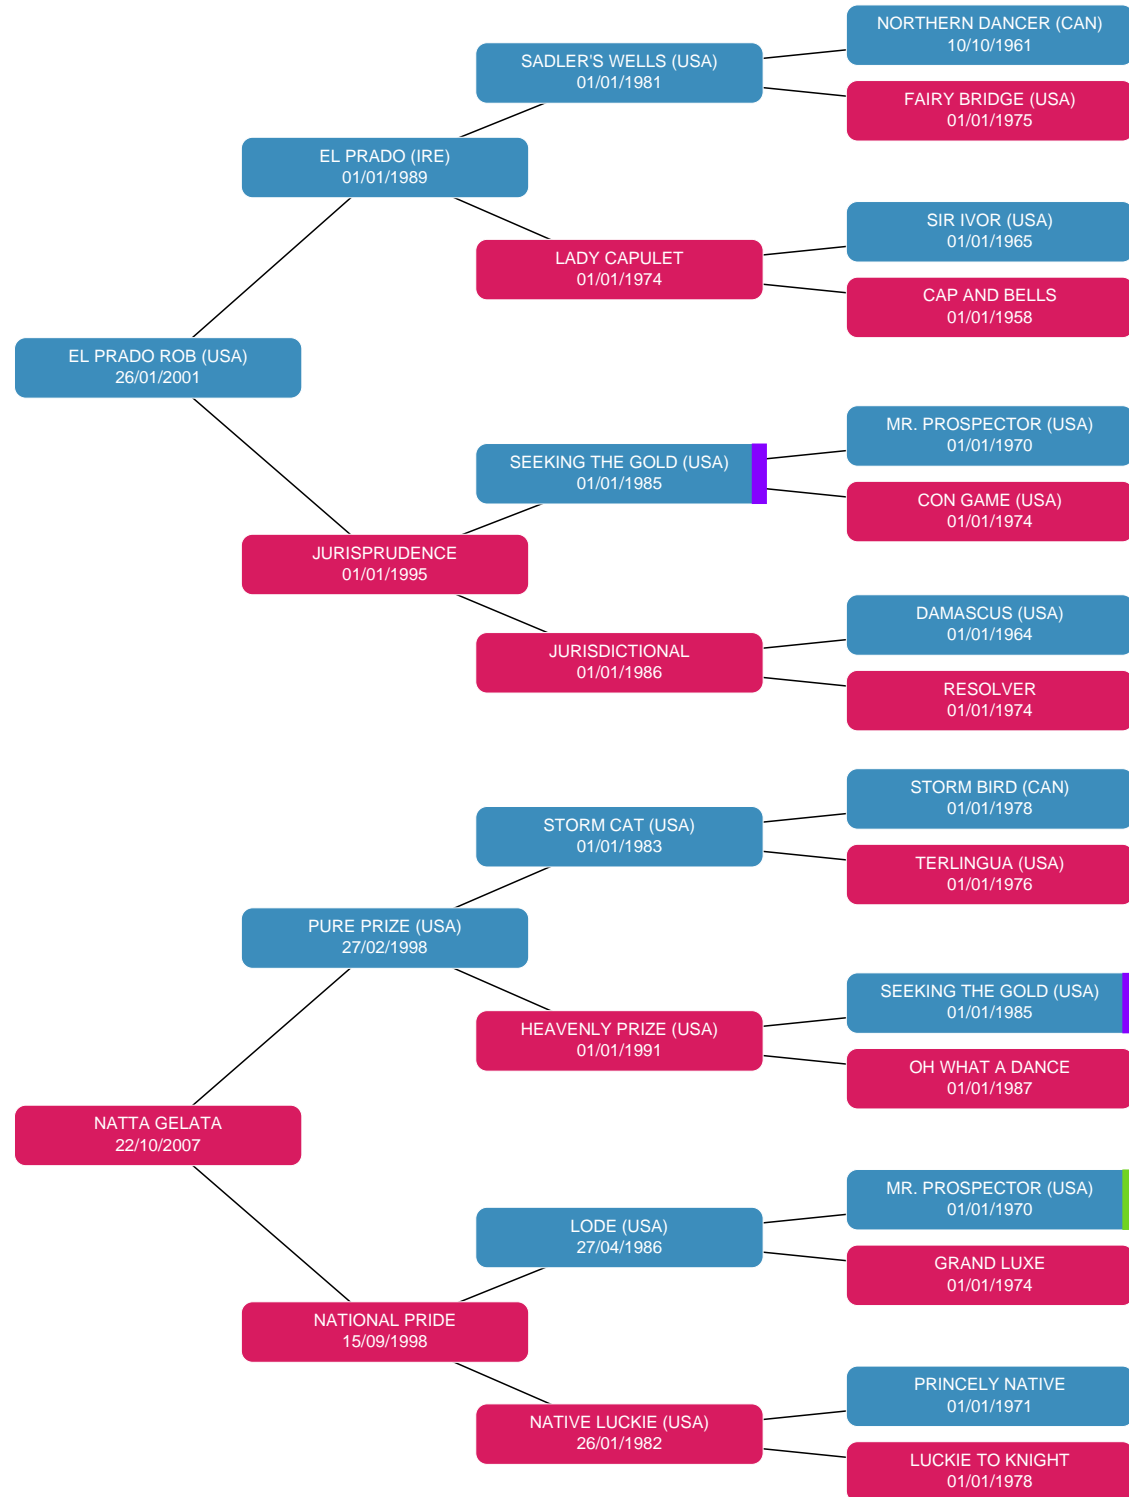 NORTHERN DANCER (CAN)
10/10/1961
SADLER'S WELLS (USA)
01/01/1981
FAIRY BRIDGE (USA)
01/01/1975
EL PRADO (IRE)
01/01/1989
SIR IVOR (USA)
01/01/1965
LADY CAPULET
01/01/1974
CAP AND BELLS
01/01/1958
EL PRADO ROB (USA)
26/01/2001
MR. PROSPECTOR (USA)
01/01/1970
SEEKING THE GOLD (USA)
01/01/1985
CON GAME (USA)
01/01/1974
JURISPRUDENCE
01/01/1995
DAMASCUS (USA)
01/01/1964
JURISDICTIONAL
01/01/1986
RESOLVER
01/01/1974
STORM BIRD (CAN)
01/01/1978
STORM CAT (USA)
01/01/1983
TERLINGUA (USA)
01/01/1976
PURE PRIZE (USA)
27/02/1998
SEEKING THE GOLD (USA)
01/01/1985
HEAVENLY PRIZE (USA)
01/01/1991
OH WHAT A DANCE
01/01/1987
NATTA GELATA
22/10/2007
MR. PROSPECTOR (USA)
01/01/1970
LODE (USA)
27/04/1986
GRAND LUXE
01/01/1974
NATIONAL PRIDE
15/09/1998
PRINCELY NATIVE
01/01/1971
NATIVE LUCKIE (USA)
26/01/1982
LUCKIE TO KNIGHT
01/01/1978